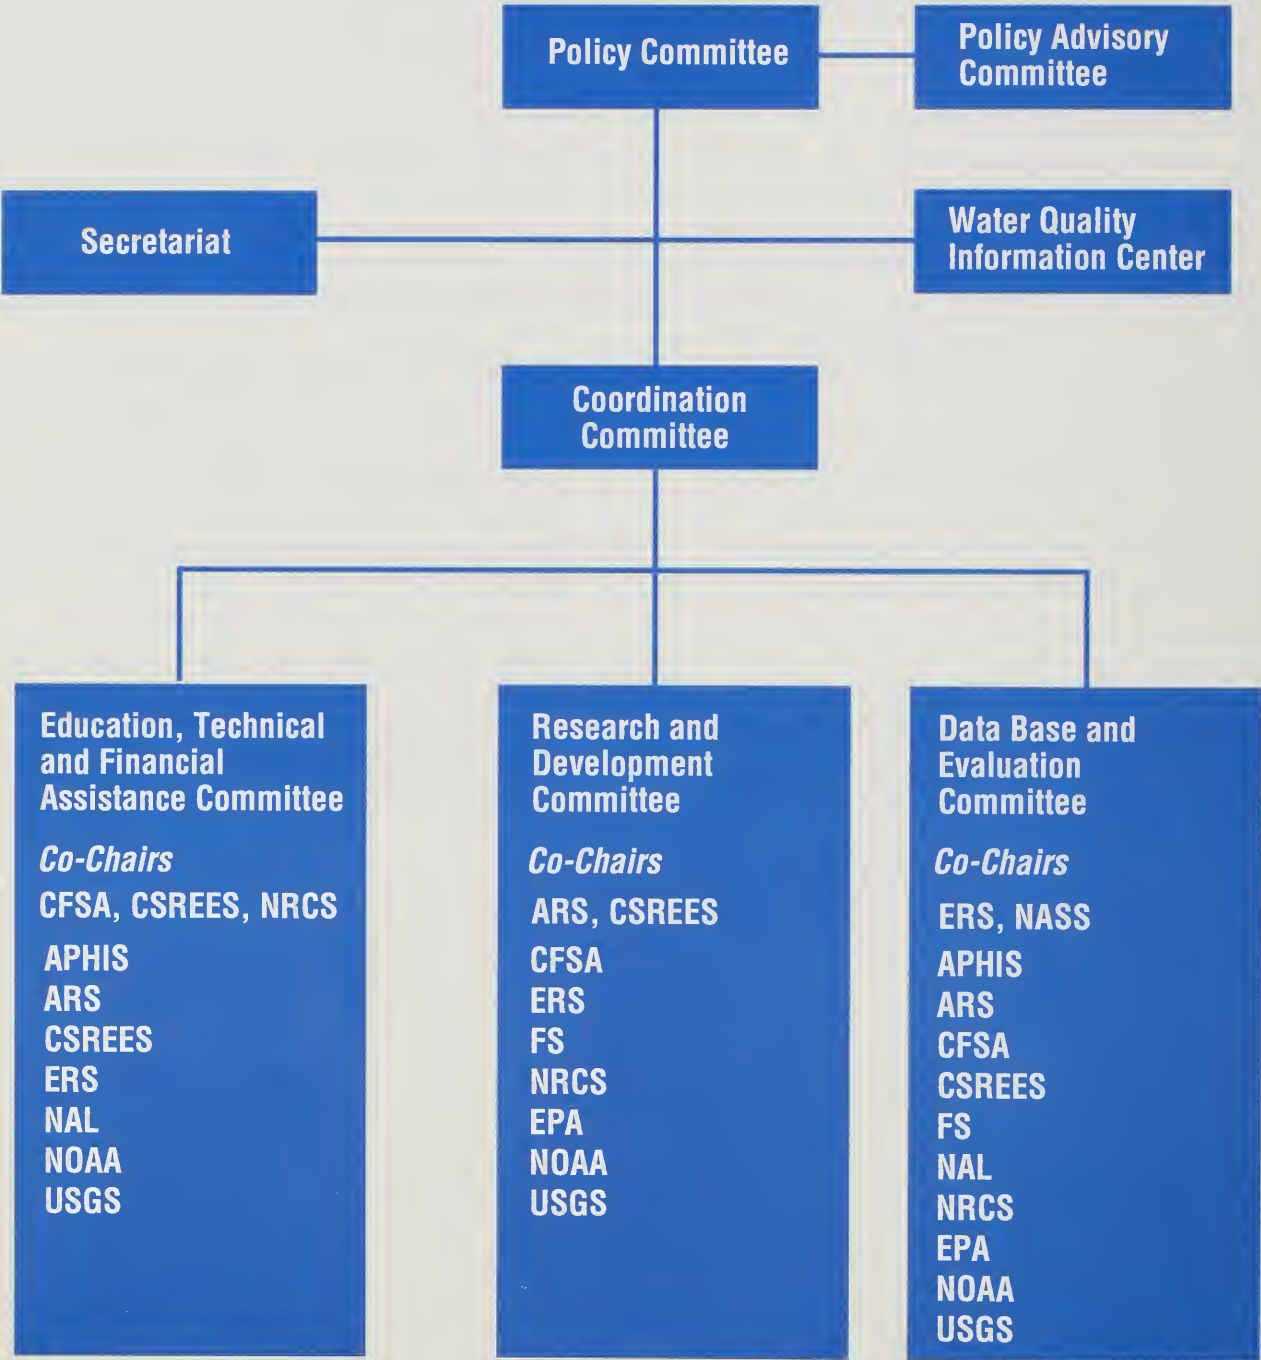 Policy Committee
Policy Advisory
Committee
Secretariat
Water Quality
Information Center
Coordination
Committee
Education, Technical
and Financial
Assistance Committee
Co-Chairs
CFSA, CSREES, NRCS
APHIS
ARS
CSREES
ERS
NAL
NOAA
USGS
Research and
Development
Committee
Co-Chairs
ARS, CSREES
CFSA
ERS
FS
NRCS
EPA
NOAA
USGS
Data Base and
Evaluation
Committee
Co-Chairs
ERS, NASS
APHIS
ARS
CFSA
CSREES
FS
NAL
NRCS
EPA
NOAA
USGS